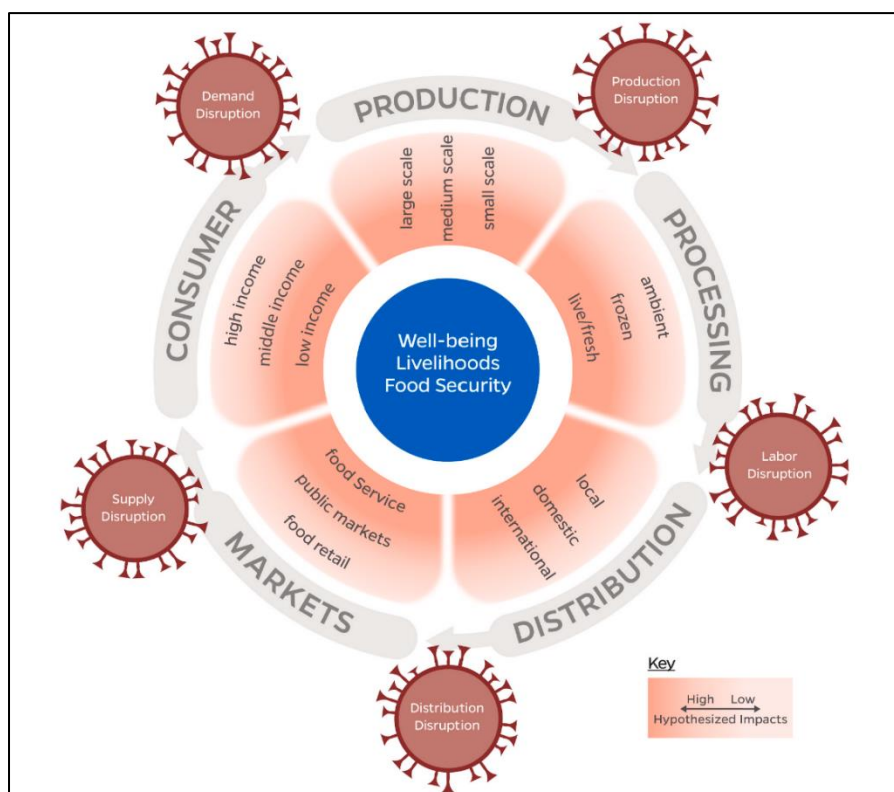 Demand
Disruption
PRODUCTION
Production
Disruption
large scale
medium scale
small scale
CONSUMER
high income
middle income
low income
PROCESSING
ambient
frozen
live/fresh
Well-being
Livelihoods
Food Security
Supply
Disruption
MARKETS
food Service
public markets
food retail
Labor
Disruption
DISTRIBUTION
local
domestic
international
Distribution
Disruption
Key
High Low
Hypothesized Impacts